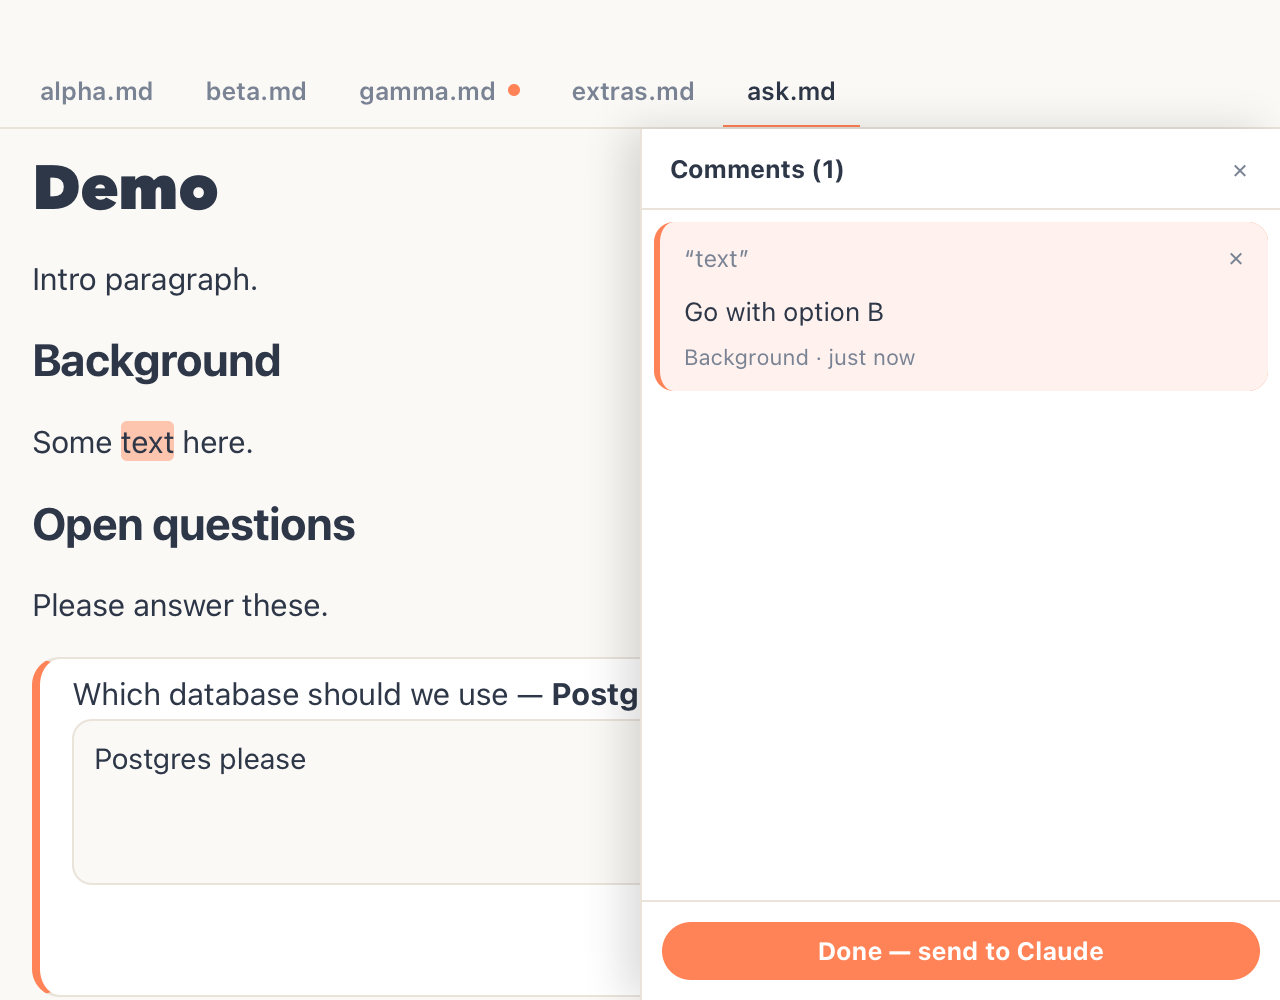 alpha.md beta.md gamma.md extras.md ask.md
Demo
Intro paragraph.
Background
Some text here.
Open questions
Please answer these.
Which database should we use — Postg
Postgres please
Comments (1) ×
“text” ×
Go with option B
Background · just now
Done — send to Claude